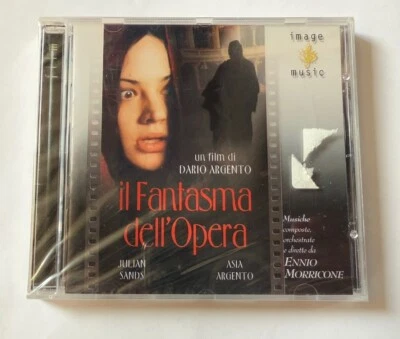 image
music
un film di
DARIO ARGENTO
il Fantasma
dell'Opera
JULIAN
SANDS
ASIA
ARGENTO
Musiche
composte,
orchestrate
e dirette da
ENNIO
MORRICONE